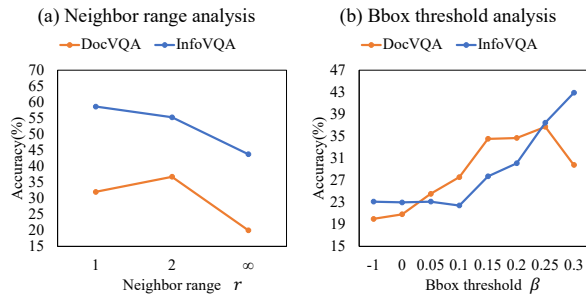 (a) Neighbor range analysis
DocVQA InfoVQA
Accuracy(%)
70
65
60
55
50
45
40
35
30
25
20
15
1 2 ∞
Neighbor range r
(b) Bbox threshold analysis
DocVQA InfoVQA
Accuracy(%)
47
43
39
35
31
27
23
19
15
-1 0 0.05 0.1 0.15 0.2 0.25 0.3
Bbox threshold β